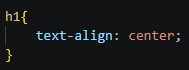 h1{
    text-align: center;
}